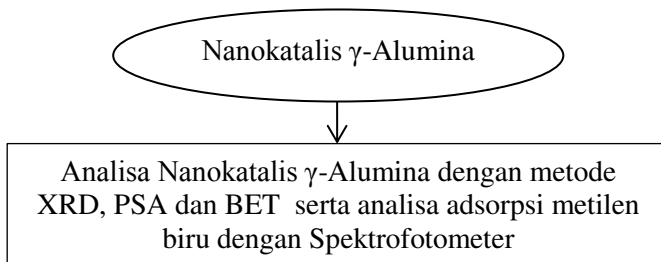 Nanokatalis γ-Alumina
Analisa Nanokatalis γ-Alumina dengan metode
XRD, PSA dan BET serta analisa adsorpsi metilen
biru dengan Spektrofotometer